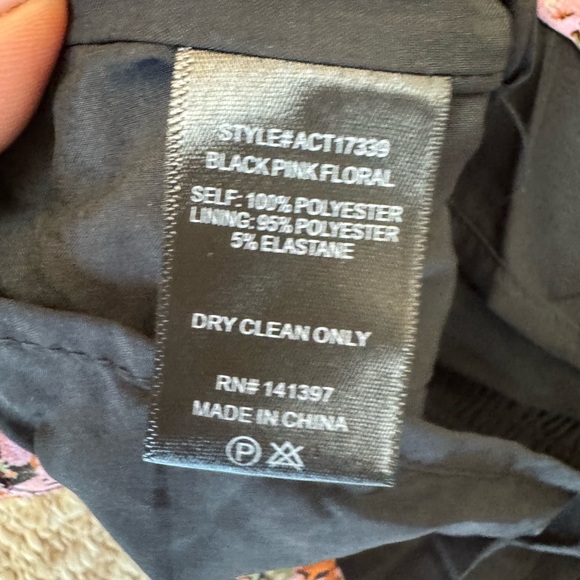 STYLE#ACT17339
BLACK PINK FLORAL
SELF: 100% POLYESTER
LINING: 95% POLYESTER
5% ELASTANE
DRY CLEAN ONLY
RN# 141397
MADE IN CHINA
P